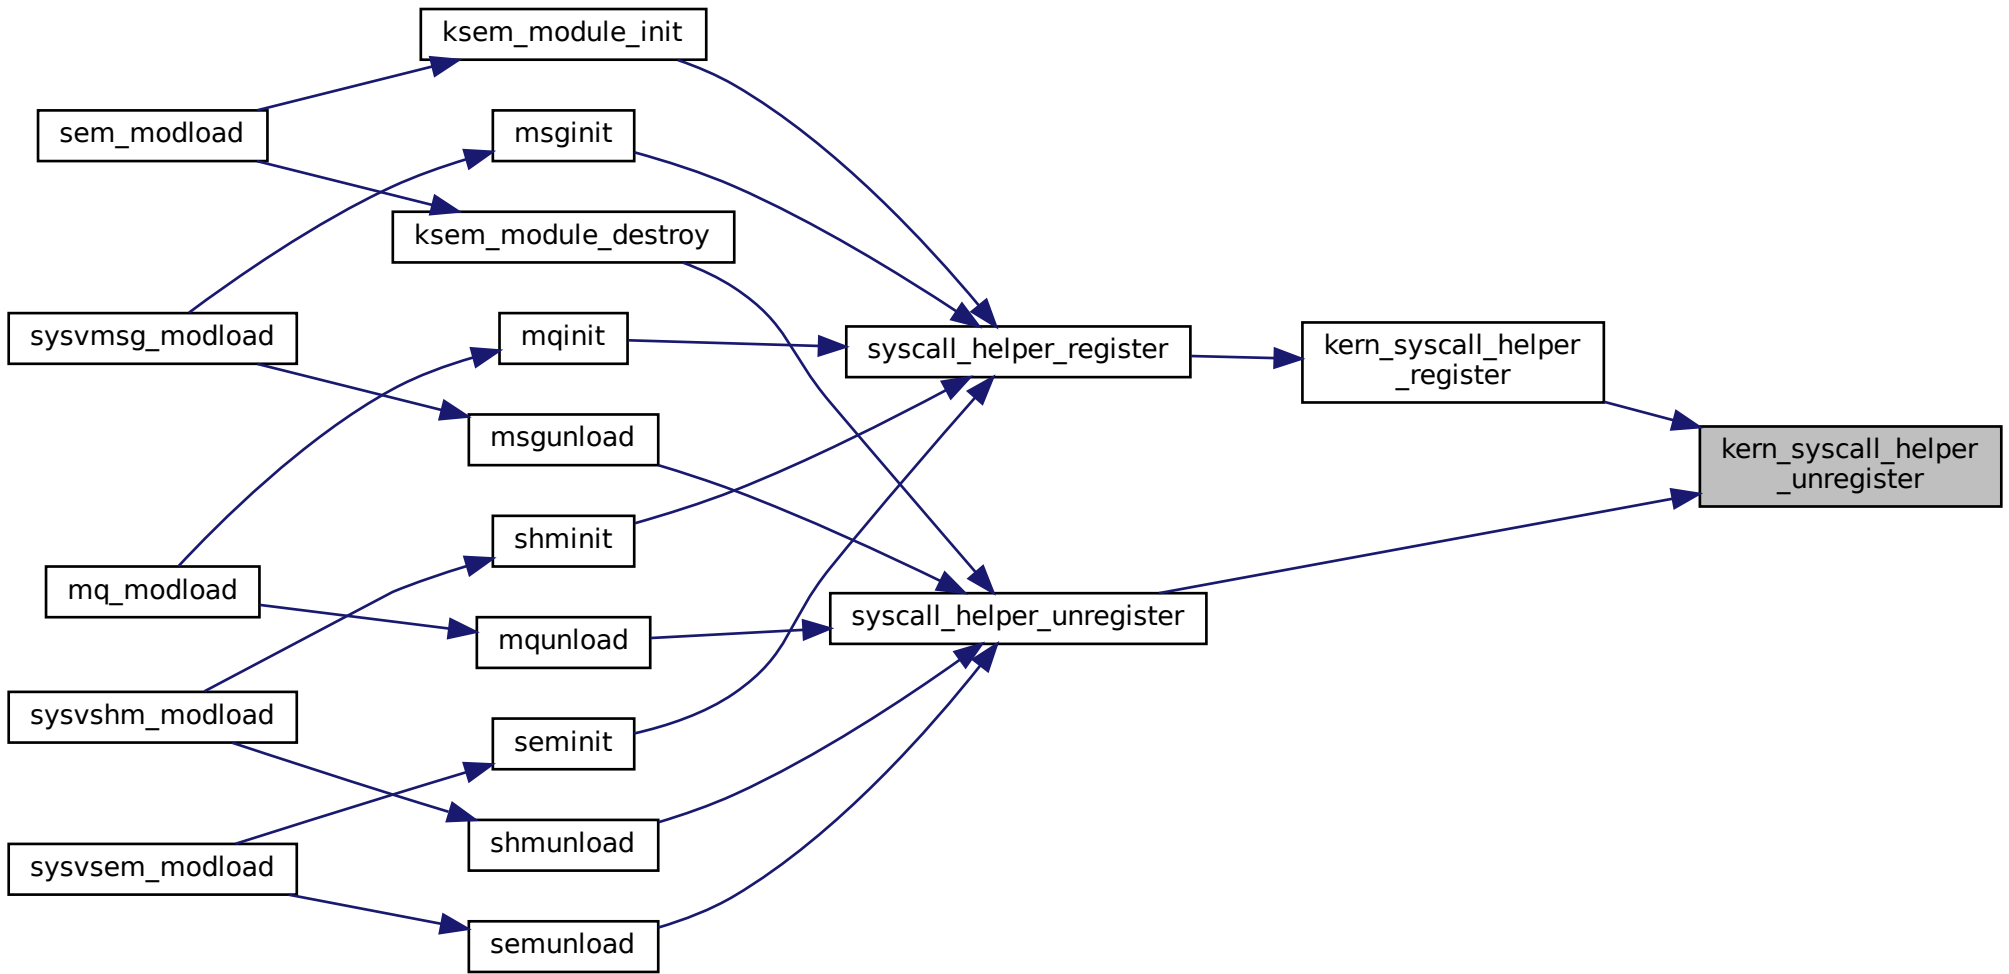 ksem_module_init
sem_modload
msginit
ksem_module_destroy
sysvmsg_modload
mqinit
syscall_helper_register
kern_syscall_helper
_register
msgunload
kern_syscall_helper
_unregister
shminit
mq_modload
mqunload
syscall_helper_unregister
sysvshm_modload
seminit
shmunload
sysvsem_modload
semunload